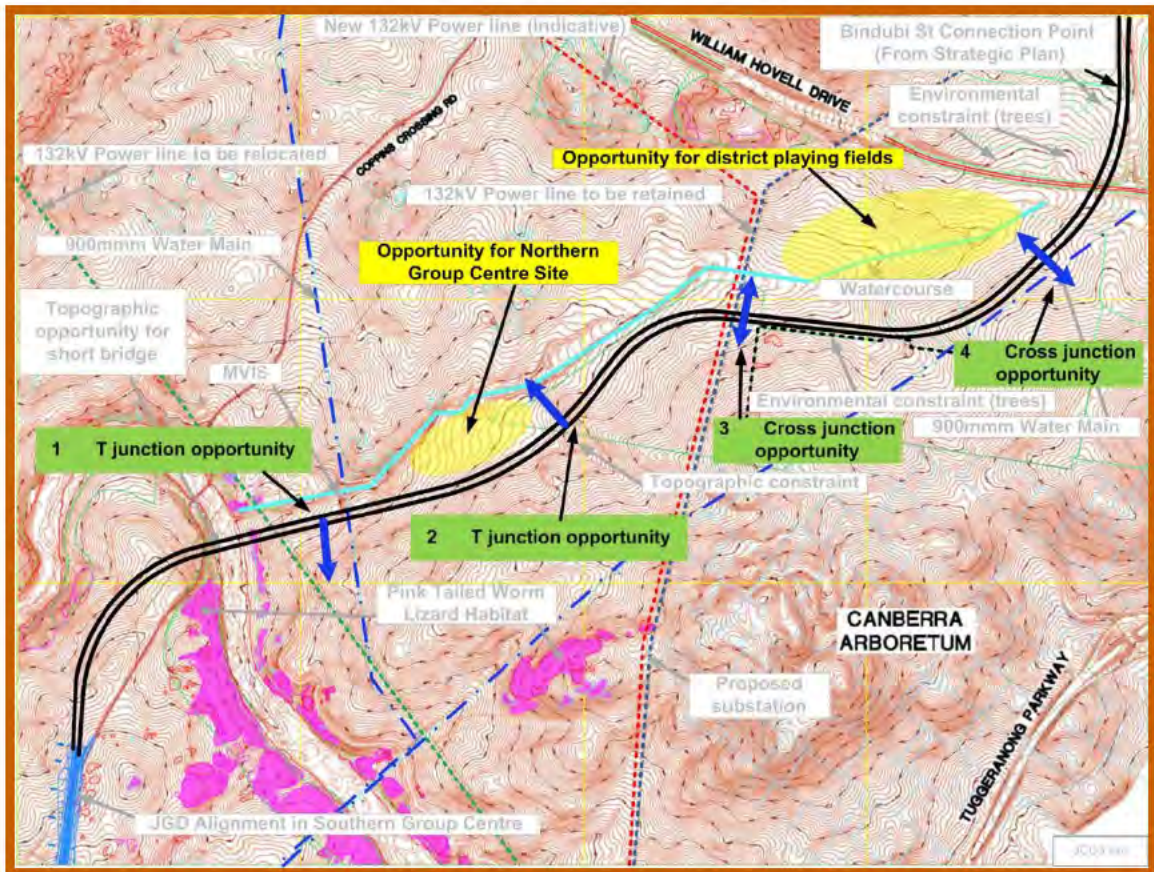 New 132kV Power line (Indicative)
Bindubi St Connection Point
(From Strategic Plan)
WILLIAM HOVELL DRIVE
Environmental
constraint (trees)
COPPINS CROSSING RD
132kV Power line to be relocated
Opportunity for district playing fields
132kV Power line to be retained
900mmm Water Main
Opportunity for Northern
Group Centre Site
Topographic
opportunity for
short bridge
Watercourse
MVIS
4 Cross junction
opportunity
Environmental constraint (trees)
900mmm Water Main
3 Cross junction
opportunity
1 T junction opportunity
Topographic constraint
2 T junction opportunity
Pink Tailed Worm
Lizard Habitat
CANBERRA
ARBORETUM
Proposed
substation
TUGGERANONG PARKWAY
JGD Alignment in Southern Group Centre